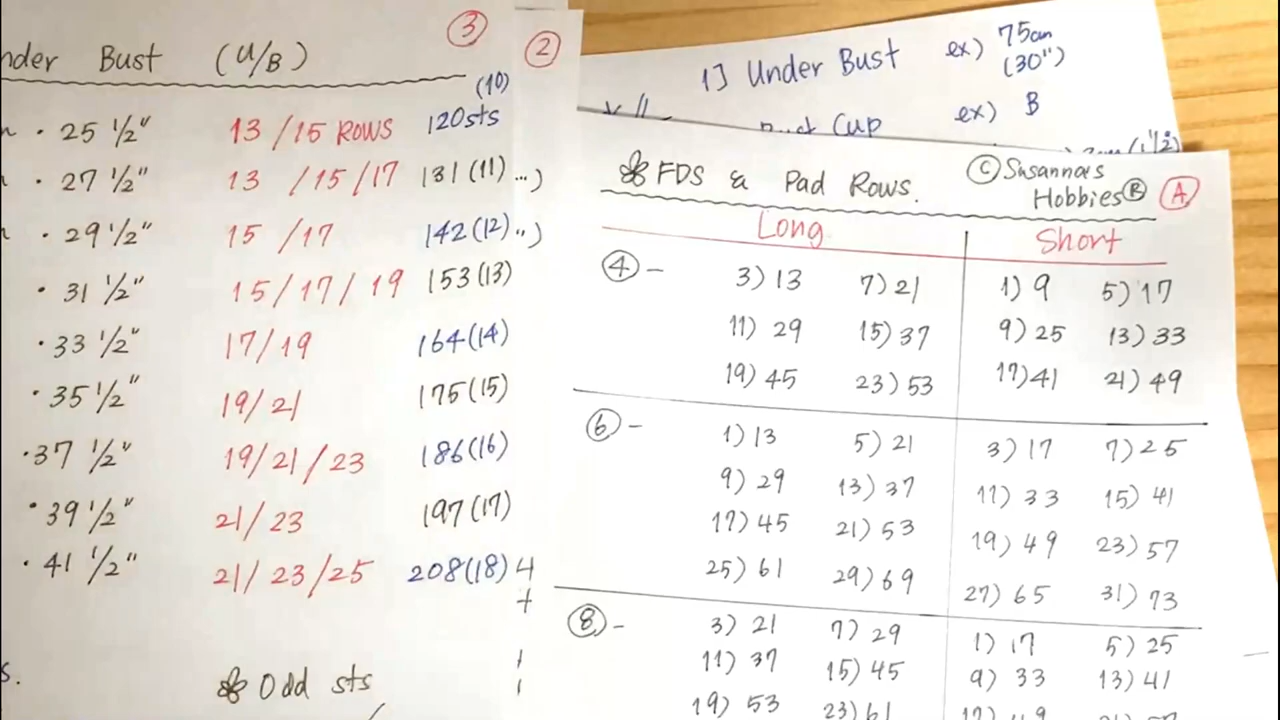 ③
nder Bust (U/B)
(10)
25 1/2" 13/15 ROWS 120sts
27 1/2" 13/15/17 131(11)
29 1/2" 15/17 142(12)
31 1/2" 15/17/19 153(13)
33 1/2" 17/19 164(14)
35 1/2" 19/21 175(15)
37 1/2" 19/21/23 186(16)
39 1/2" 21/23 197(17)
41 1/2" 21/23/25 208(18)
s.
Odd sts
②
...)
..)
4
+
1] Under Bust ex) 75cm
(30")
Cup ex) B
FDS & Pad Rows.
© Susanna's
Hobbies® Ⓐ
Long Short
④- 3) 13 7) 21 1) 9 5) 17
11) 29 15) 37 9) 25 13) 33
19) 45 23) 53 17) 41 21) 49
⑥- 1) 13 5) 21 3) 17 7) 25
9) 29 13) 37 11) 33 15) 41
17) 45 21) 53 19) 49 23) 57
25) 61 29) 69 27) 65 31) 73
⑧- 3) 21 7) 29 1) 17 5) 25
11) 37 15) 45 9) 33 13) 41
19) 53 23) 61